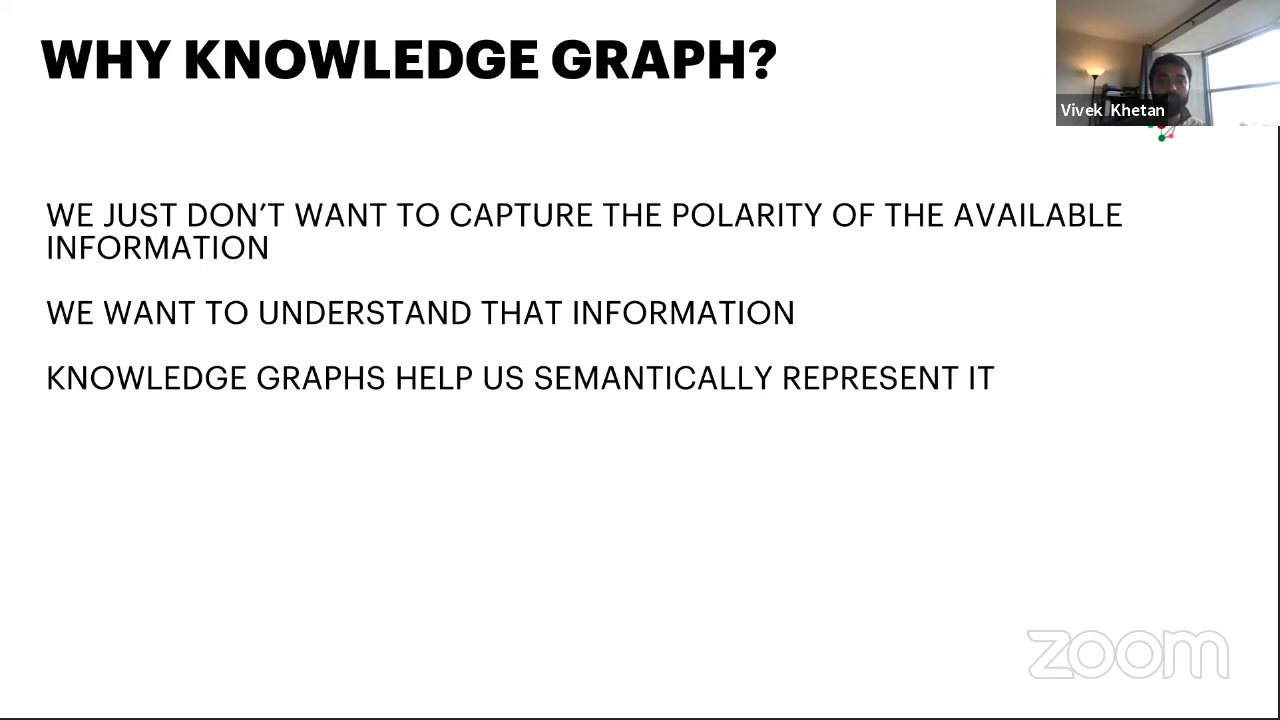 WHY KNOWLEDGE GRAPH?
Vivek Khetan
WE JUST DON’T WANT TO CAPTURE THE POLARITY OF THE AVAILABLE
INFORMATION
WE WANT TO UNDERSTAND THAT INFORMATION
KNOWLEDGE GRAPHS HELP US SEMANTICALLY REPRESENT IT
zoom